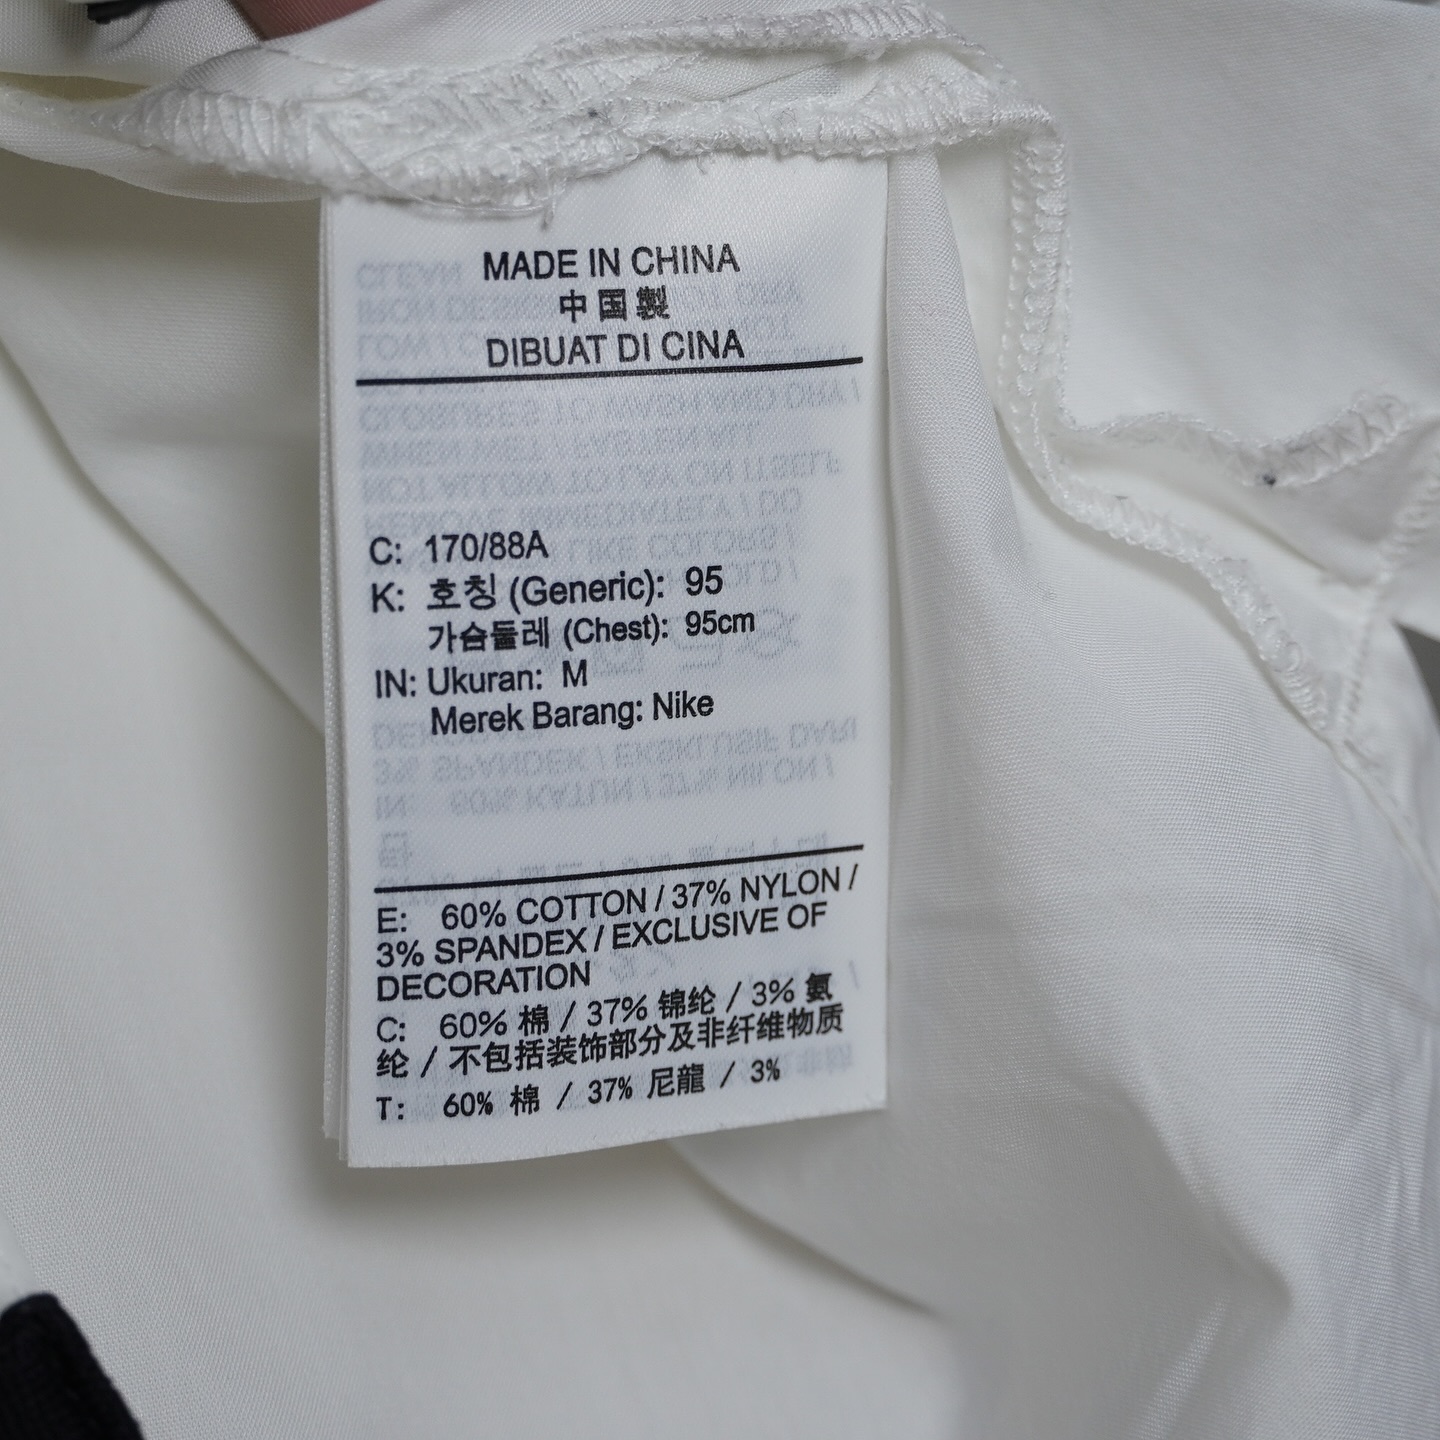 MADE IN CHINA
中国製
DIBUAT DI CINA
C: 170/88A
K: 호칭 (Generic): 95
가슴둘레 (Chest): 95cm
IN: Ukuran: M
Merek Barang: Nike
E: 60% COTTON / 37% NYLON /
3% SPANDEX / EXCLUSIVE OF
DECORATION
C: 60% 棉 / 37% 锦纶 / 3% 氨
纶 / 不包括装饰部分及非纤维物质
T: 60% 棉 / 37% 尼龍 / 3%